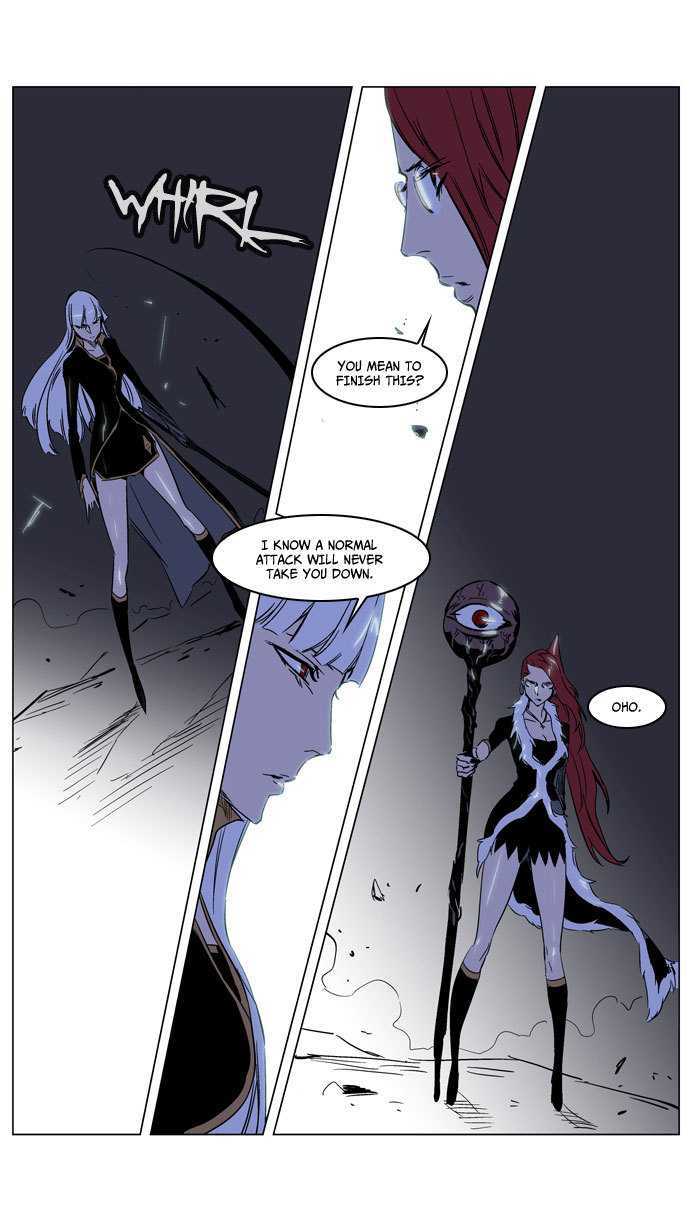 WHIRL
YOU MEAN TO
FINISH THIS?
I KNOW A NORMAL
ATTACK WILL NEVER
TAKE YOU DOWN.
OHO.